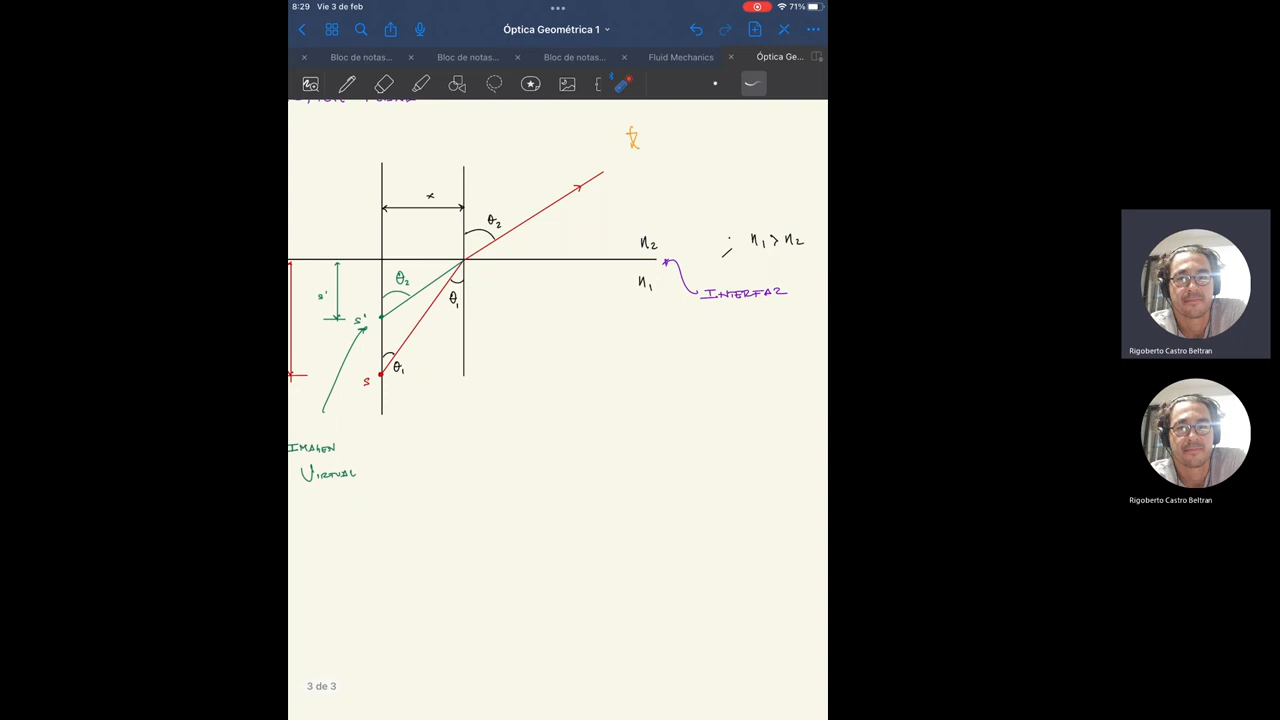 8:29 Vie 3 de feb
71%
Óptica Geométrica 1
Bloc de notas...
Bloc de notas...
Bloc de notas...
Fluid Mechanics
Óptica Ge...
x
θ₂
n₂
; n₁ > n₂
θ₂
s'
n₁
INTERFAZ
θ₁
s'
θ₁
s
IMAGEN
VIRTUAL
3 de 3
Rigoberto Castro Beltran
Rigoberto Castro Beltran